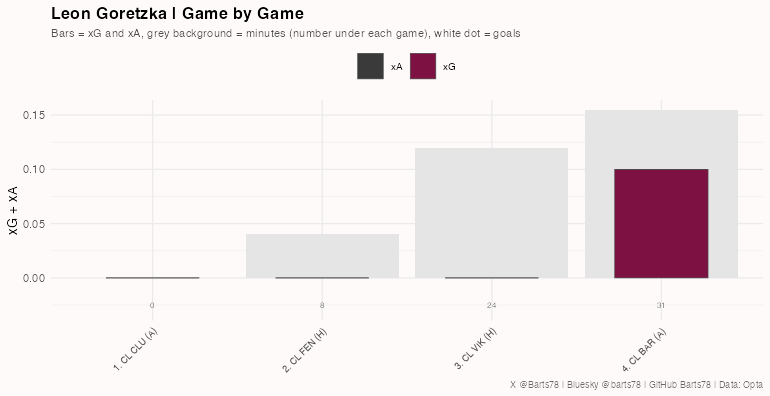 Leon Goretzka | Game by Game
Bars = xG and xA, grey background = minutes (number under each game), white dot = goals
xA xG
xG + xA
0.15
0.10
0.05
0.00
0 8 24 31
1. CL CLU (A) 2. CL FEN (H) 3. CL VIK (H) 4. CL BAR (A)
X @Barts78 | Bluesky @barts78 | GitHub Barts78 | Data: Opta